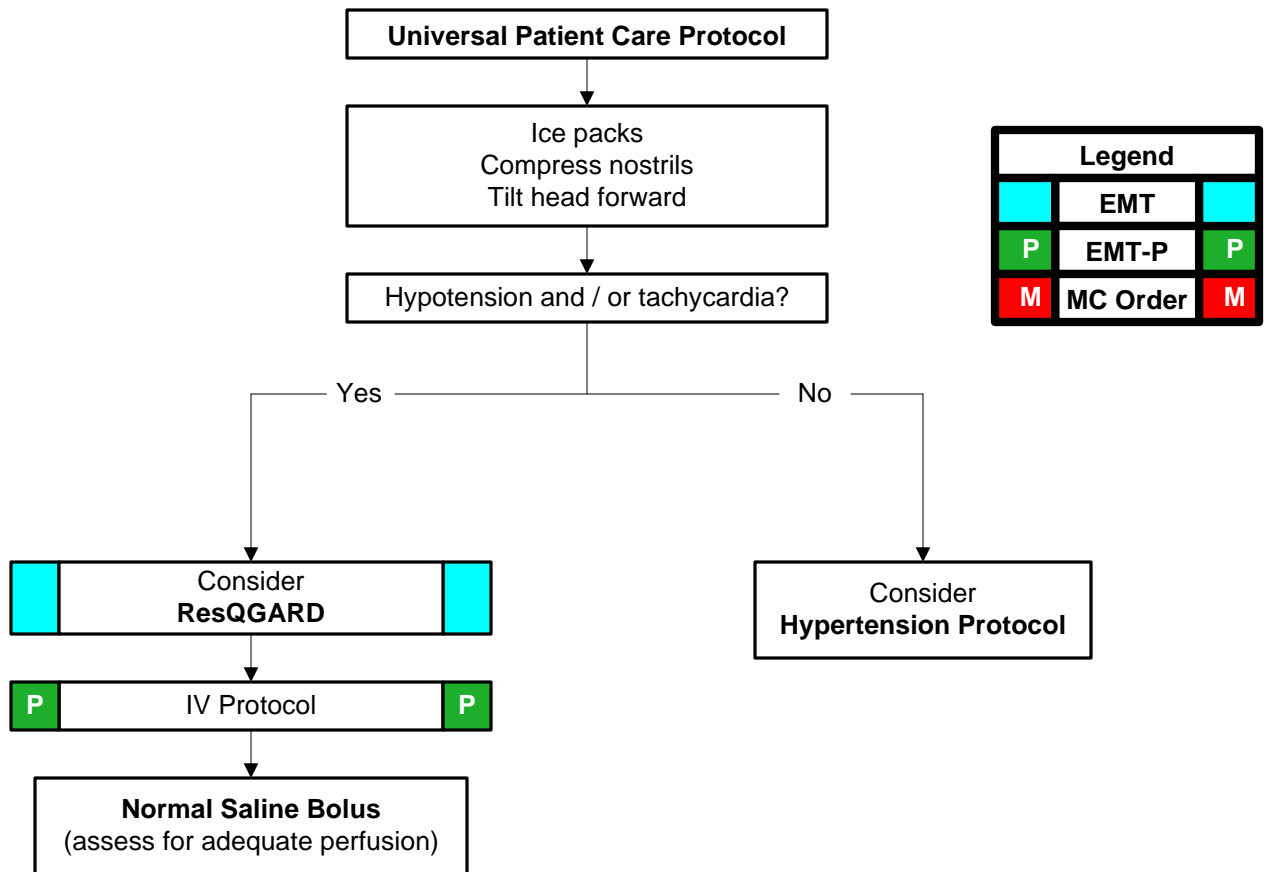 Universal Patient Care Protocol
Ice packs
Compress nostrils
Tilt head forward
Legend
EMT
P EMT-P P
M MC Order M
Hypotension and / or tachycardia?
Yes
No
Consider
ResQGARD
Consider
Hypertension Protocol
P IV Protocol P
Normal Saline Bolus
(assess for adequate perfusion)